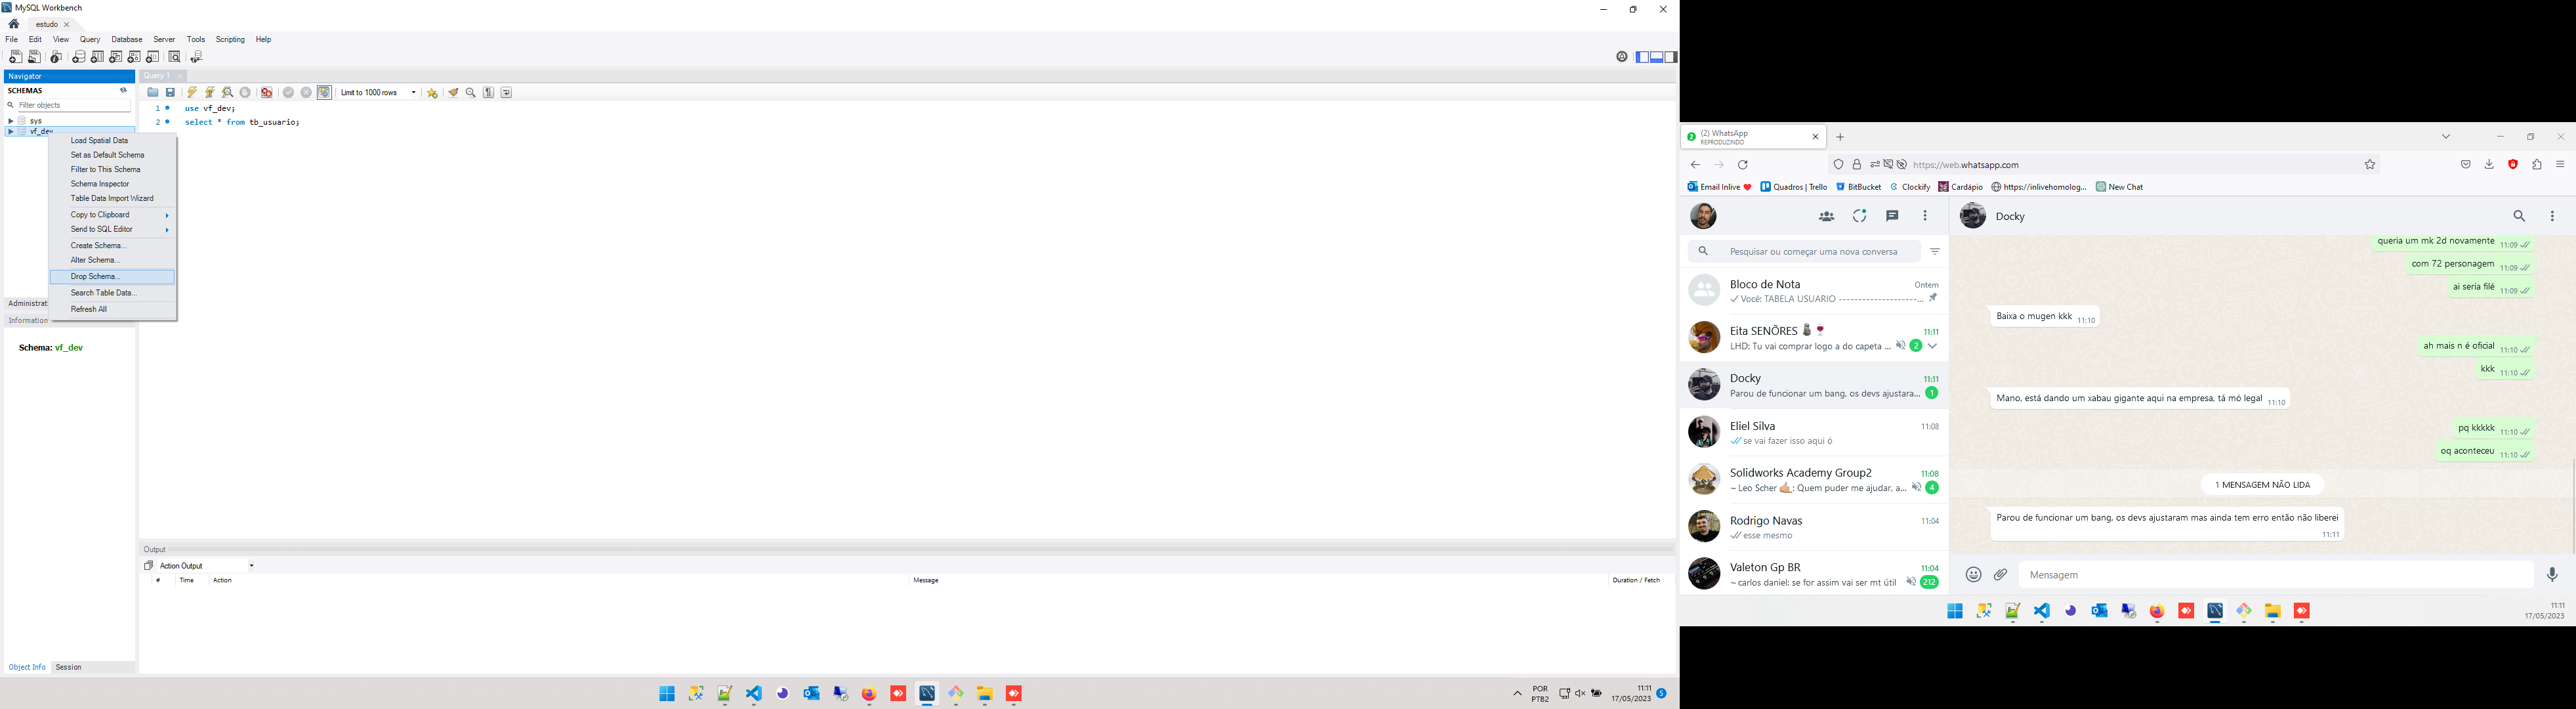 MySQL Workbench
estudo
File Edit View Query Database Server Tools Scripting Help
Navigator
SCHEMAS
Filter objects
sys
vf_dev
Load Spatial Data
Set as Default Schema
Filter to This Schema
Schema Inspector
Table Data Import Wizard
Copy to Clipboard
Send to SQL Editor
Create Schema...
Alter Schema...
Drop Schema...
Search Table Data...
Refresh All
Administrat
Information
Schema: vf_dev
Object Info Session
Query 1
Limit to 1000 rows
1 use vf_dev;
2 select * from tb_usuario;
Output
Action Output
# Time Action Message Duration / Fetch
POR
PTB2
11:11
17/05/2023
5
(2) WhatsApp
REPRODUZINDO
https://web.whatsapp.com
Email Inlive Quadros | Trello BitBucket Clockify Cardápio https://inlivehomolog... New Chat
Pesquisar ou começar uma nova conversa
Bloco de Nota Ontem
Você: TABELA USUARIO --------------------...
Eita SENÕRES 🗿🍷 11:11
LHD: Tu vai comprar logo a do capeta ... 2
Docky 11:11
Parou de funcionar um bang, os devs ajustara... 1
Eliel Silva 11:08
se vai fazer isso aqui ó
Solidworks Academy Group2 11:08
~ Leo Scher 🤙🏼: Quem puder me ajudar, a... 4
Rodrigo Navas 11:04
esse mesmo
Valeton Gp BR 11:04
~ carlos daniel: se for assim vai ser mt útil 212
Docky
queria um mk 2d novamente 11:09
com 72 personagem 11:09
ai seria filé 11:09
Baixa o mugen kkk 11:10
ah mais n é oficial 11:10
kkk 11:10
Mano, está dando um xabau gigante aqui na empresa, tá mó legal 11:10
pq kkkkk 11:10
oq aconteceu 11:10
1 MENSAGEM NÃO LIDA
Parou de funcionar um bang, os devs ajustaram mas ainda tem erro então não liberei
11:11
Mensagem
11:11
17/05/2023